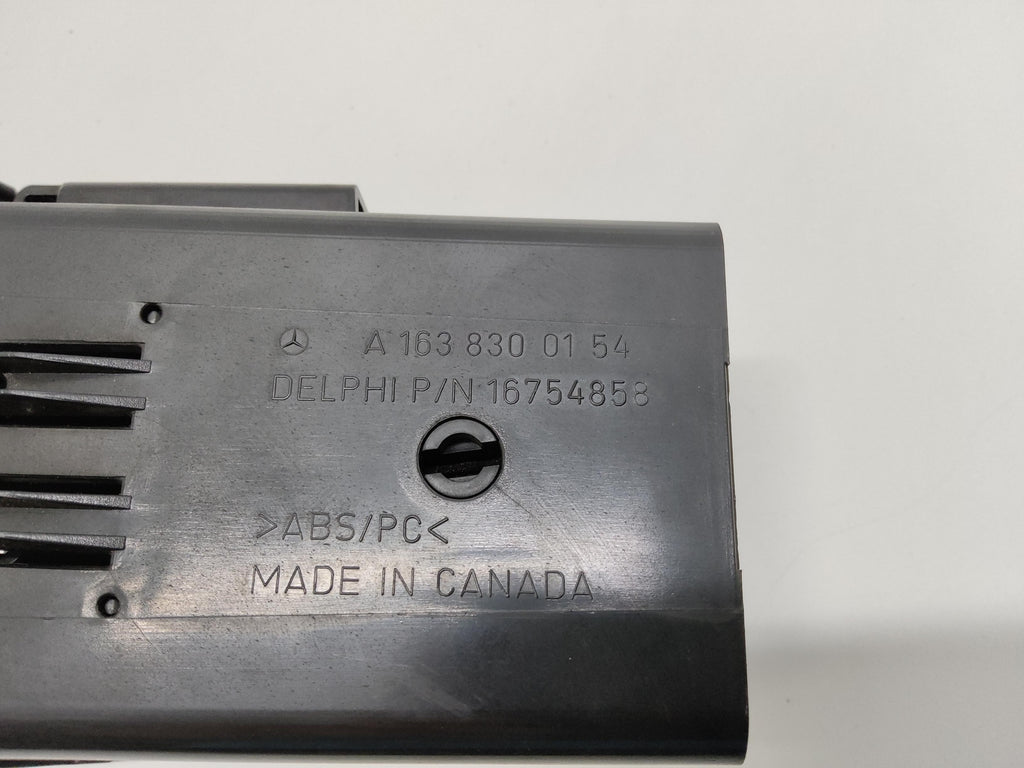 A 163 830 01 54
DELPHI P/N 16754858
>ABS/PC<
MADE IN CANADA